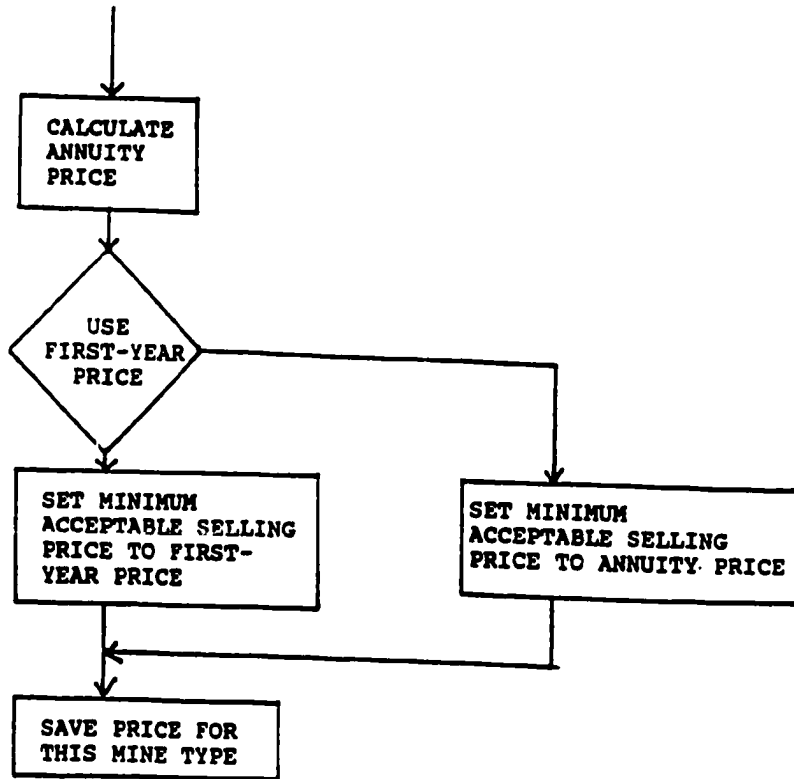 CALCULATE
ANNUITY
PRICE
USE
FIRST-YEAR
PRICE
SET MINIMUM
ACCEPTABLE SELLING
PRICE TO FIRST-
YEAR PRICE
SET MINIMUM
ACCEPTABLE SELLING
PRICE TO ANNUITY PRICE
SAVE PRICE FOR
THIS MINE TYPE